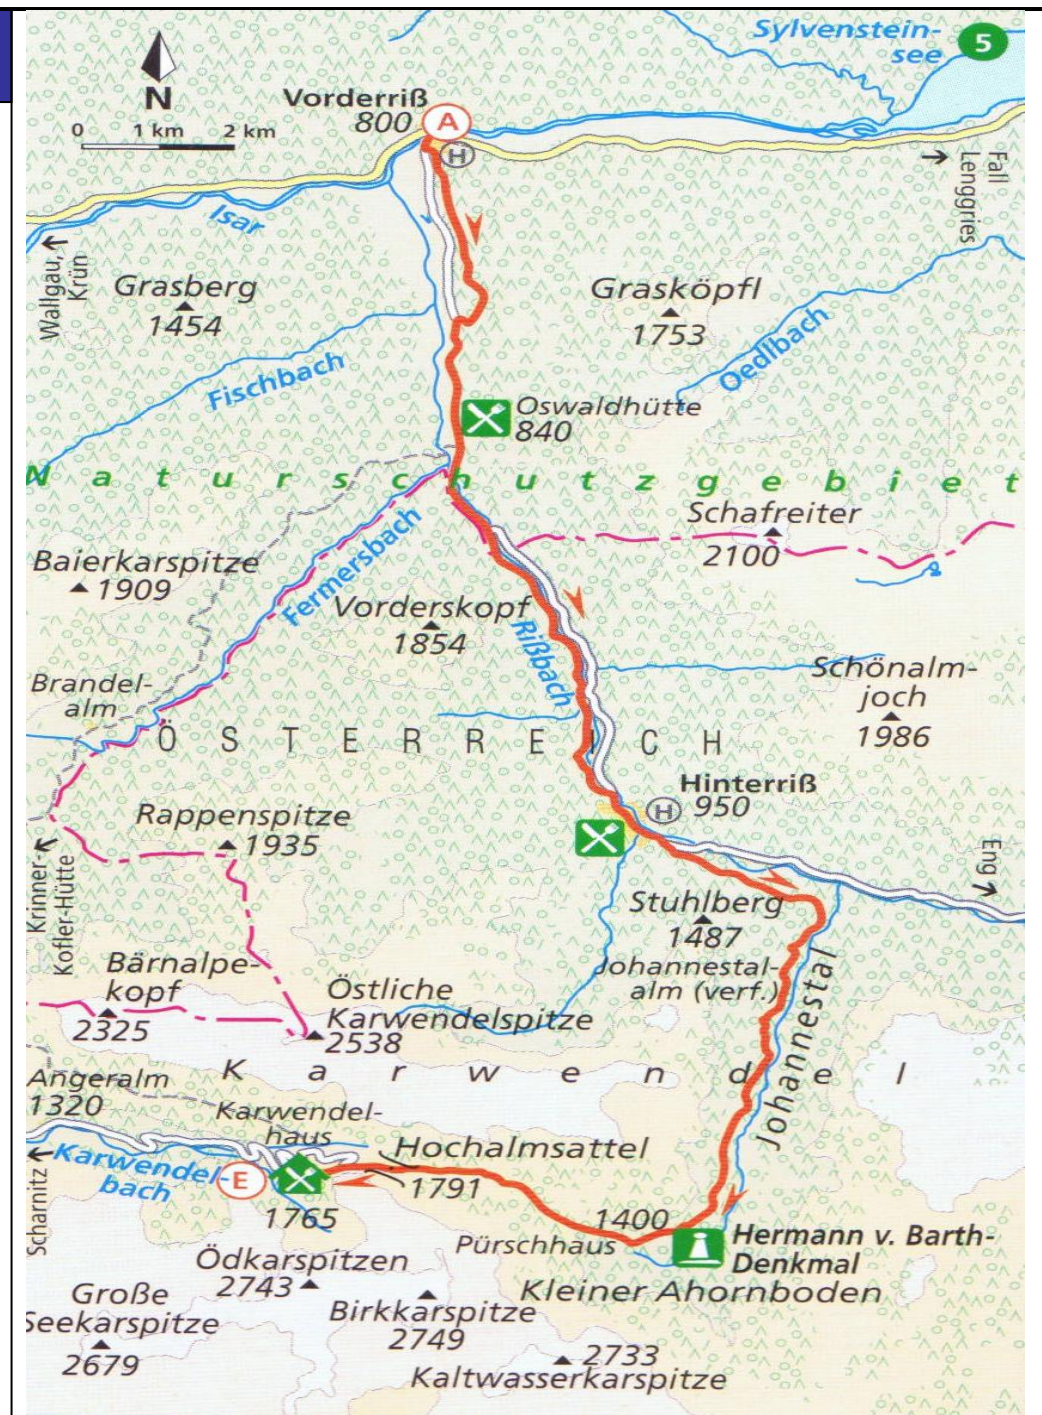 Sylvenstein-
see
5
N
0 1 km 2 km
Vorderriß
800
A
H
Fall
Lenggries
Isar
Wallgau,
Krün
Grasberg
1454
Grasköpfl
1753
Oedlbach
Fischbach
Oswaldhütte
840
Naturschutzgebiet
Schafreiter
2100
Baierkarspitze
1909
Fermersbach
Vorderskopf
1854
Rißbach
Schönalm-
joch
1986
Brandel-
alm
ÖSTERREICH
Hinterriß
950
H
Rappenspitze
1935
Krinner-
Kofler-Hütte
Eng
Stuhlberg
1487
Johannestal-
alm (verf.)
Johannestal
Bärnalpe-
kopf
2325
Östliche
Karwendelspitze
2538
Karwendel
Angeralm
1320
Karwendel-
haus
Hochalmsattel
1791
Karwendel-
bach
E
1765
Scharnitz
1400
Pürschhaus
Hermann v. Barth-
Denkmal
Kleiner Ahornboden
Ödkarspitzen
2743
Große
Seekarspitze
2679
Birkkarspitze
2749
2733
Kaltwasserkarspitze